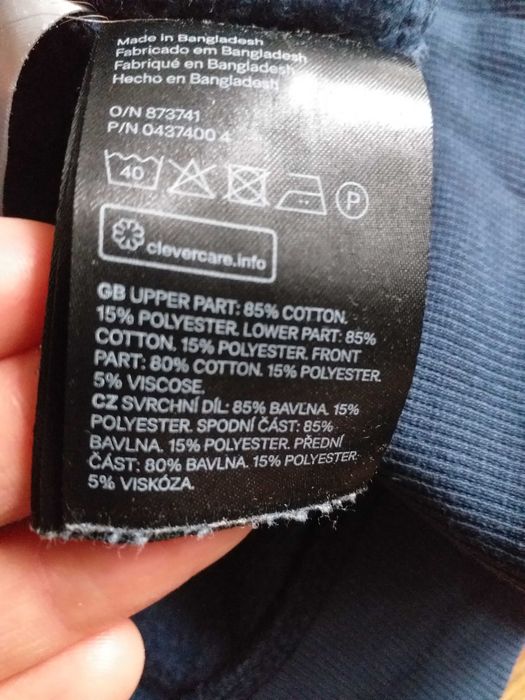 Made in Bangladesh
Fabricado em Bangladesh
Fabriqué en Bangladesh
Hecho en Bangladesh
O/N 873741
P/N 0437400 4
40 P
clevercare.info
GB UPPER PART: 85% COTTON.
15% POLYESTER. LOWER PART: 85%
COTTON. 15% POLYESTER. FRONT
PART: 80% COTTON. 15% POLYESTER.
5% VISCOSE.
CZ SVRCHNÍ DÍL: 85% BAVLNA. 15%
POLYESTER. SPODNÍ ČÁST: 85%
BAVLNA. 15% POLYESTER. PŘEDNÍ
ČÁST: 80% BAVLNA. 15% POLYESTER.
5% VISKÓZA.